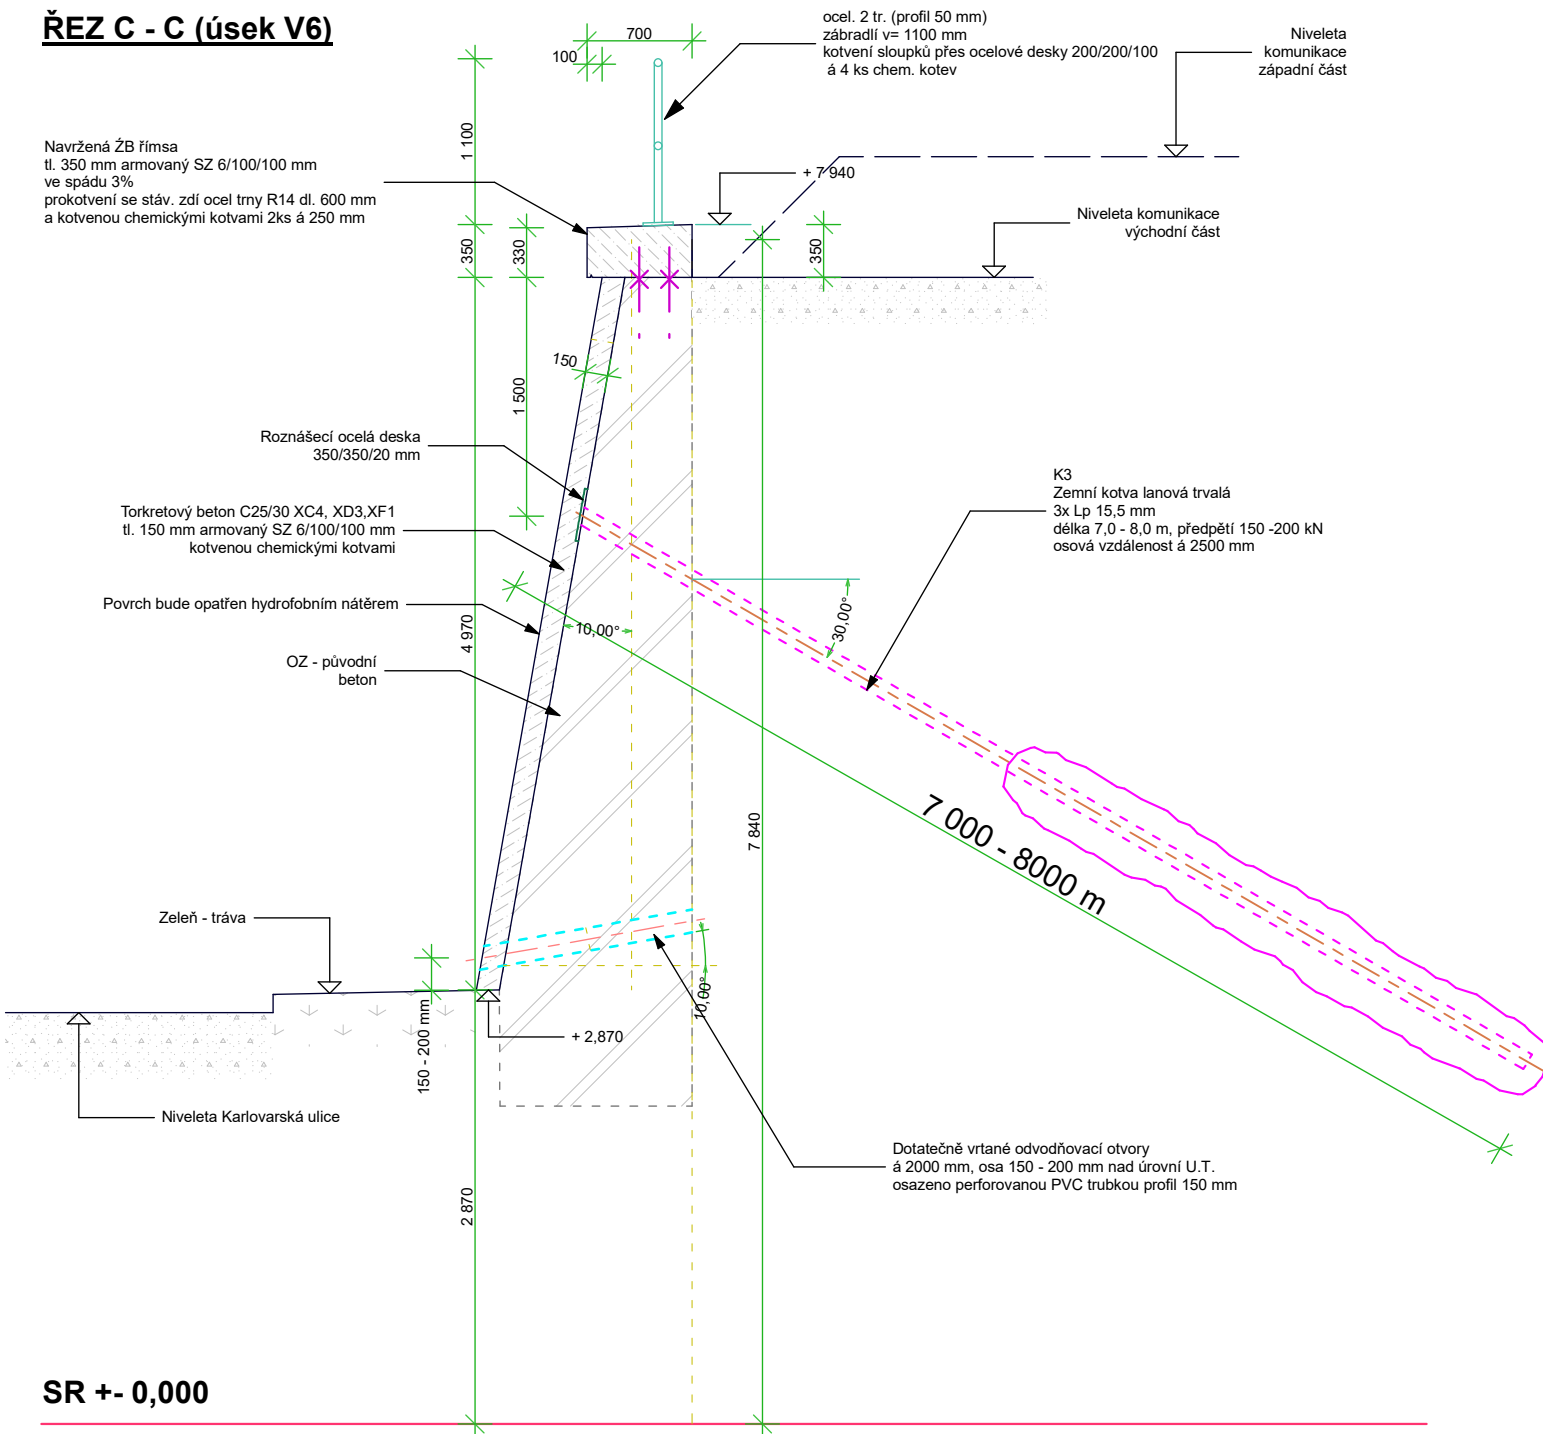 ŘEZ C - C (úsek V6)
700
100
ocel. 2 tr. (profil 50 mm)
zábradlí v= 1100 mm
kotvení sloupků přes ocelové desky 200/200/100
á 4 ks chem. kotev
Niveleta
komunikace
západní část
1 100
Navržená ŹB římsa
tl. 350 mm armovaný SZ 6/100/100 mm
ve spádu 3%
prokotvení se stáv. zdí ocel trny R14 dl. 600 mm
a kotvenou chemickými kotvami 2ks á 250 mm
+ 7 940
Niveleta komunikace
východní část
350
330
350
150
1 500
Roznášecí ocelá deska
350/350/20 mm
K3
Zemní kotva lanová trvalá
3x Lp 15,5 mm
délka 7,0 - 8,0 m, předpětí 150 -200 kN
osová vzdálenost á 2500 mm
Torkretový beton C25/30 XC4, XD3,XF1
tl. 150 mm armovaný SZ 6/100/100 mm
kotvenou chemickými kotvami
Povrch bude opatřen hydrofobním nátěrem
4 970
10,00°
30,00°
OZ - původní
beton
7 840
7 000 - 8000 m
Zeleň - tráva
10,00°
150 - 200 mm
+ 2,870
Niveleta Karlovarská ulice
Dotatečně vrtané odvodňovací otvory
á 2000 mm, osa 150 - 200 mm nad úrovní U.T.
osazeno perforovanou PVC trubkou profil 150 mm
2 870
SR +- 0,000